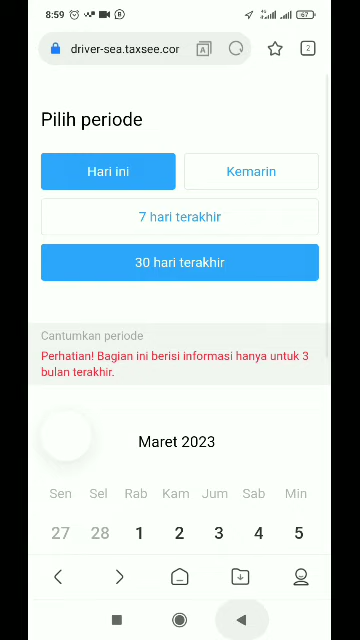 8:59
67
driver-sea.taxsee.cor
A
2
Pilih periode
Hari ini
Kemarin
7 hari terakhir
30 hari terakhir
Cantumkan periode
Perhatian! Bagian ini berisi informasi hanya untuk 3
bulan terakhir.
Maret 2023
Sen Sel Rab Kam Jum Sab Min
27 28 1 2 3 4 5